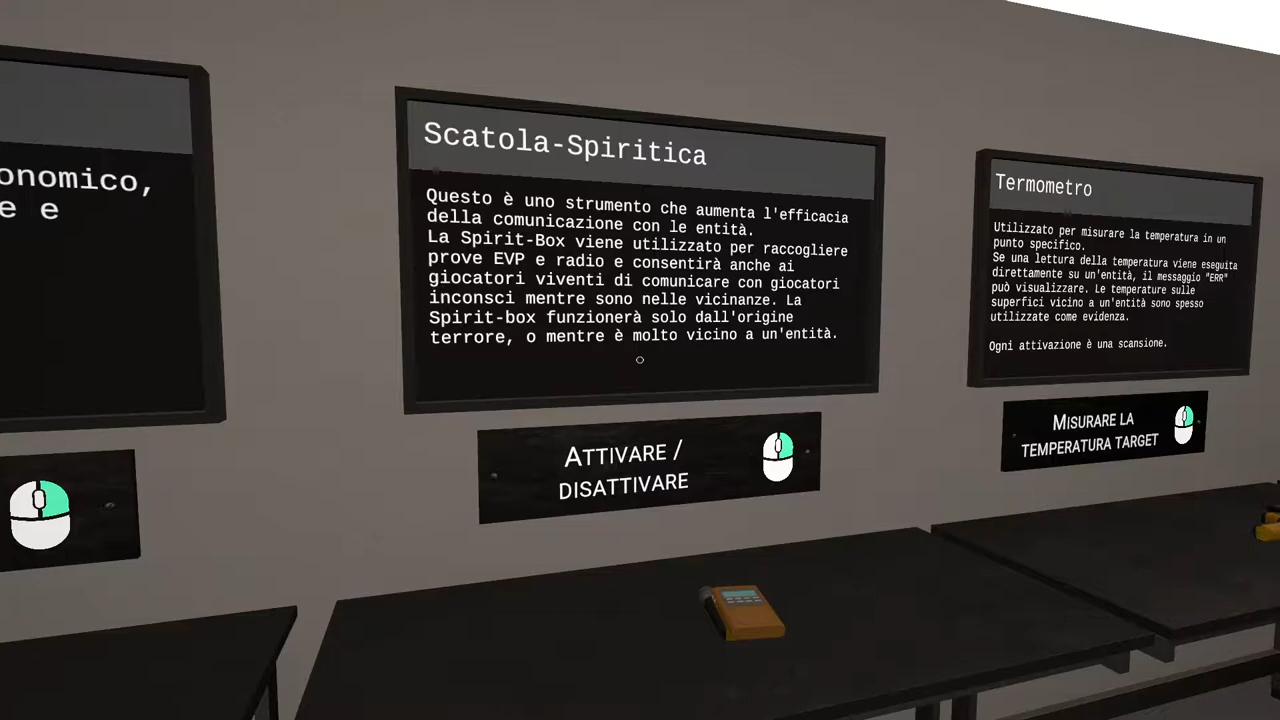 onomico,
e e
Scatola-Spiritica
Questo è uno strumento che aumenta l'efficacia
della comunicazione con le entità.
La Spirit-Box viene utilizzato per raccogliere
prove EVP e radio e consentirà anche ai
giocatori viventi di comunicare con giocatori
inconsci mentre sono nelle vicinanze. La
Spirit-box funzionerà solo dall'origine
terrore, o mentre è molto vicino a un'entità.
ATTIVARE /
DISATTIVARE
Termometro
Utilizzato per misurare la temperatura in un
punto specifico.
Se una lettura della temperatura viene eseguita
direttamente su un'entità, il messaggio "ERR"
può visualizzare. Le temperature sulle
superfici vicino a un'entità sono spesso
utilizzate come evidenza.
Ogni attivazione è una scansione.
MISURARE LA
TEMPERATURA TARGET